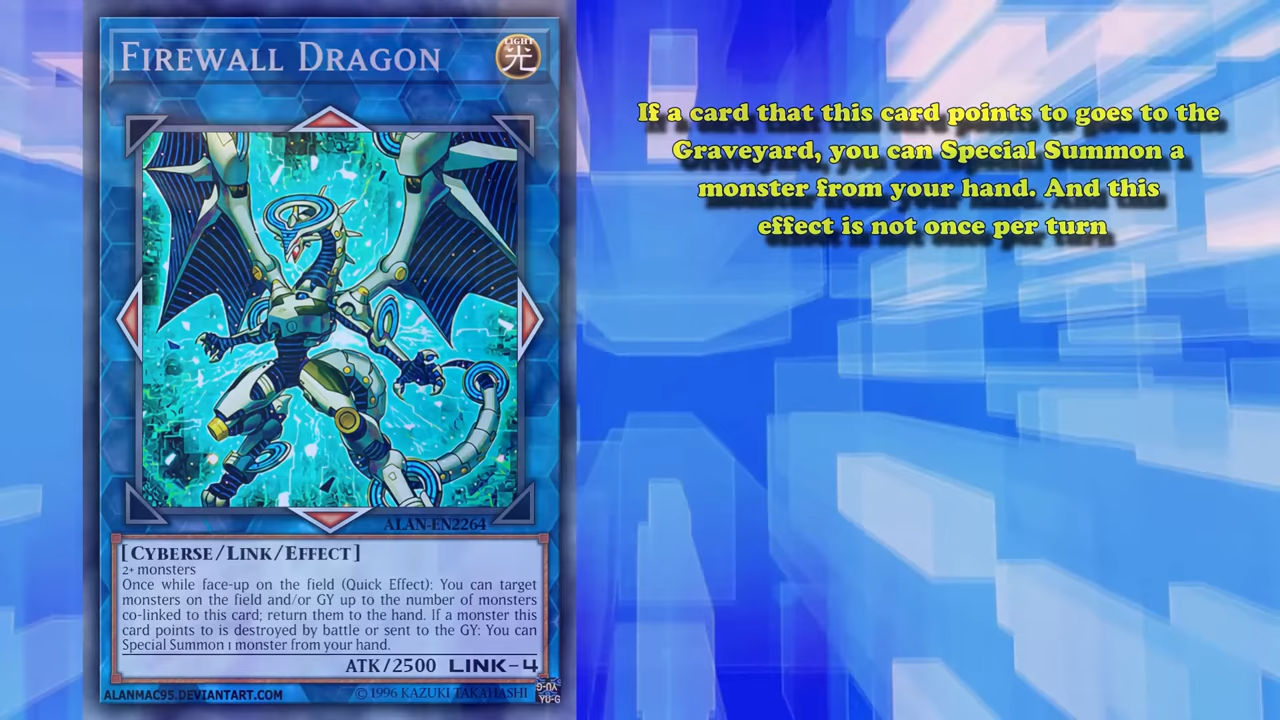 FIREWALL DRAGON
LIGHT
光
If a card that this card points to goes to the
Graveyard, you can Special Summon a
monster from your hand. And this
effect is not once per turn
ALAN-EN2264
[CYBERSE/LINK/EFFECT]
2+ monsters
Once while face-up on the field (Quick Effect): You can target
monsters on the field and/or GY up to the number of monsters
co-linked to this card; return them to the hand. If a monster this
card points to is destroyed by battle or sent to the GY: You can
Special Summon 1 monster from your hand.
ATK/2500 LINK-4
ALANMAC95.DEVIANTART.COM
© 1996 KAZUKI TAKAHASHI